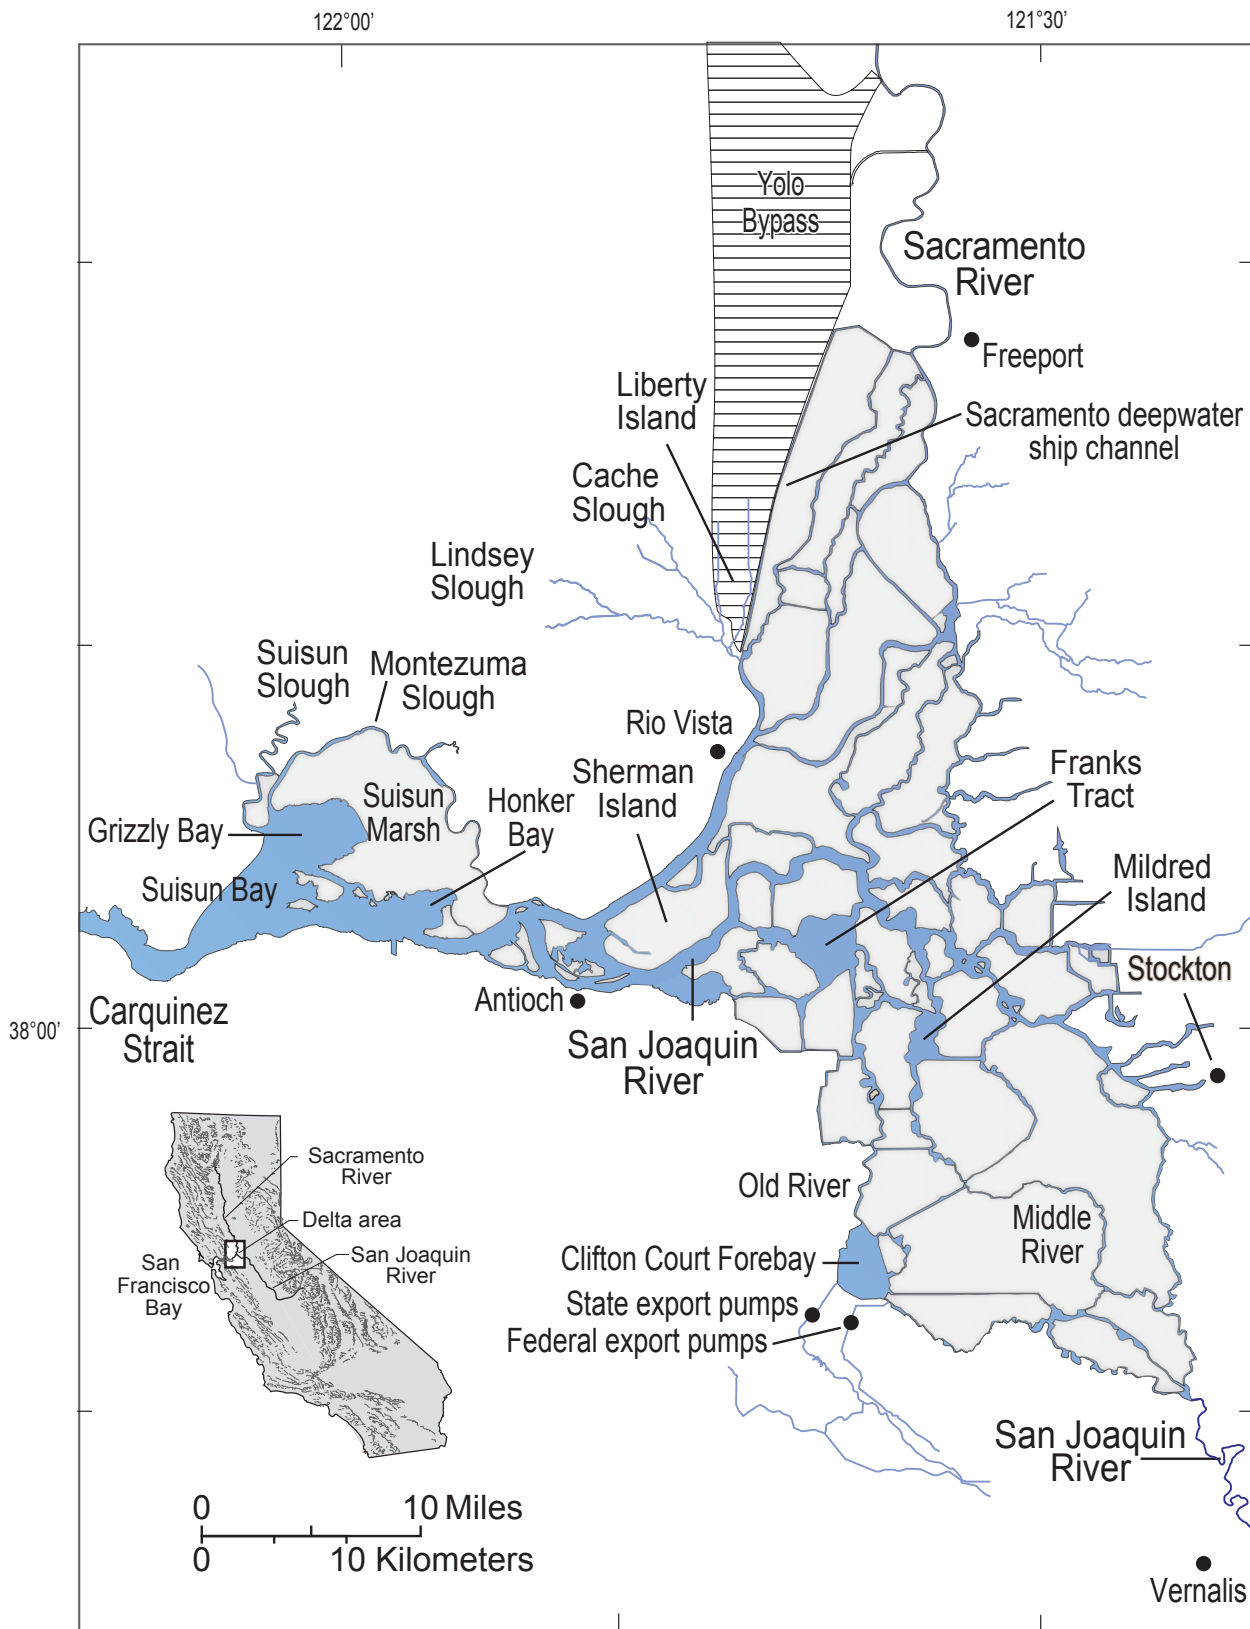 122°00'
121°30'
Yolo
Bypass
Sacramento
River
Freeport
Liberty
Island
Sacramento deepwater
ship channel
Cache
Slough
Lindsey
Slough
Suisun
Slough
Montezuma
Slough
Rio Vista
Franks
Tract
Sherman
Island
Suisun
Marsh
Honker
Bay
Grizzly Bay
Mildred
Island
Suisun Bay
Stockton
Antioch
Carquinez
Strait
38°00'
San Joaquin
River
Sacramento
River
Old River
Delta area
Middle
River
San
Francisco
Bay
San Joaquin
River
Clifton Court Forebay
State export pumps
Federal export pumps
San Joaquin
River
0 10 Miles
0 10 Kilometers
Vernalis